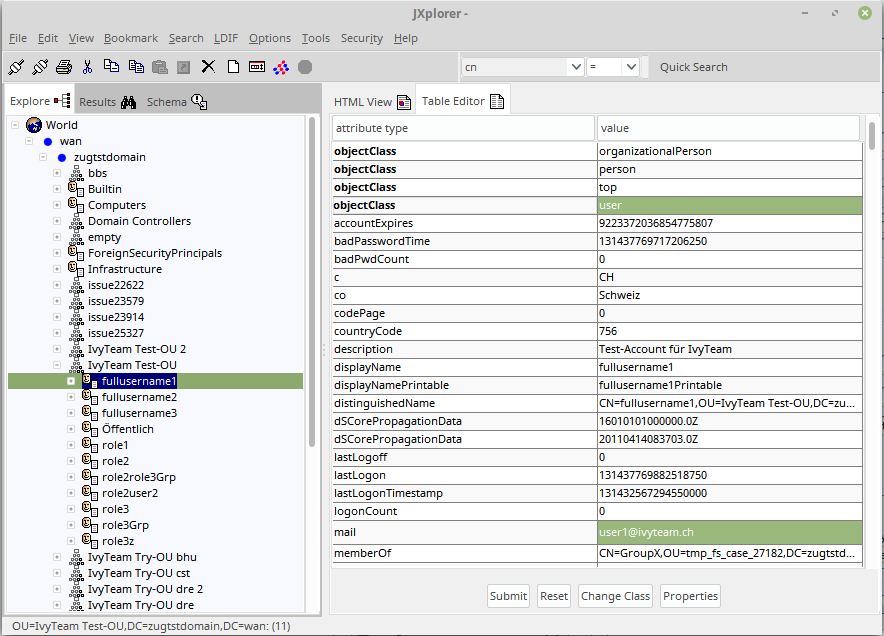 JXplorer -
File Edit View Bookmark Search LDIF Options Tools Security Help
cn = Quick Search
Explore Results Schema
HTML View Table Editor
World
wan
zugtstdomain
bbs
Builtin
Computers
Domain Controllers
empty
ForeignSecurityPrincipals
Infrastructure
issue22622
issue23579
issue23914
issue25327
IvyTeam Test-OU 2
IvyTeam Test-OU
fullusername1
fullusername2
fullusername3
Öffentlich
role1
role2
role2role3Grp
role2user2
role3
role3Grp
role3z
IvyTeam Try-OU bhu
IvyTeam Try-OU cst
IvyTeam Try-OU dre 2
IvyTeam Try-OU dre
attribute type value
objectClass organizationalPerson
objectClass person
objectClass top
objectClass user
accountExpires 9223372036854775807
badPasswordTime 131437769717206250
badPwdCount 0
c CH
co Schweiz
codePage 0
countryCode 756
description Test-Account für IvyTeam
displayName fullusername1
displayNamePrintable fullusername1Printable
distinguishedName CN=fullusername1,OU=IvyTeam Test-OU,DC=zu...
dSCorePropagationData 16010101000000.0Z
dSCorePropagationData 20110414083703.0Z
lastLogoff 0
lastLogon 131437769882518750
lastLogonTimestamp 131432567294550000
logonCount 0
mail user1@ivyteam.ch
memberOf CN=GroupX,OU=tmp_fs_case_27182,DC=zugtstd...
Submit Reset Change Class Properties
OU=IvyTeam Test-OU,DC=zugtstdomain,DC=wan: (11)